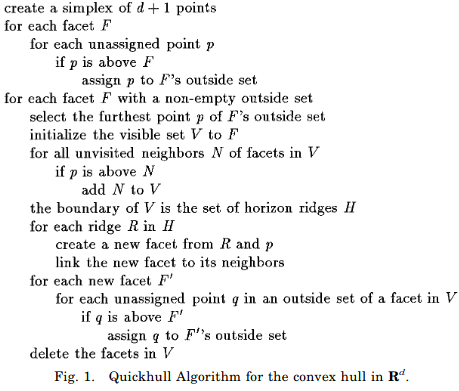 create a simplex of d + 1 points
for each facet F
for each unassigned point p
if p is above F
assign p to F's outside set
for each facet F with a non-empty outside set
select the furthest point p of F's outside set
initialize the visible set V to F
for all unvisited neighbors N of facets in V
if p is above N
add N to V
the boundary of V is the set of horizon ridges H
for each ridge R in H
create a new facet from R and p
link the new facet to its neighbors
for each new facet F'
for each unassigned point q in an outside set of a facet in V
if q is above F'
assign q to F''s outside set
delete the facets in V
Fig. 1. Quickhull Algorithm for the convex hull in R^d.